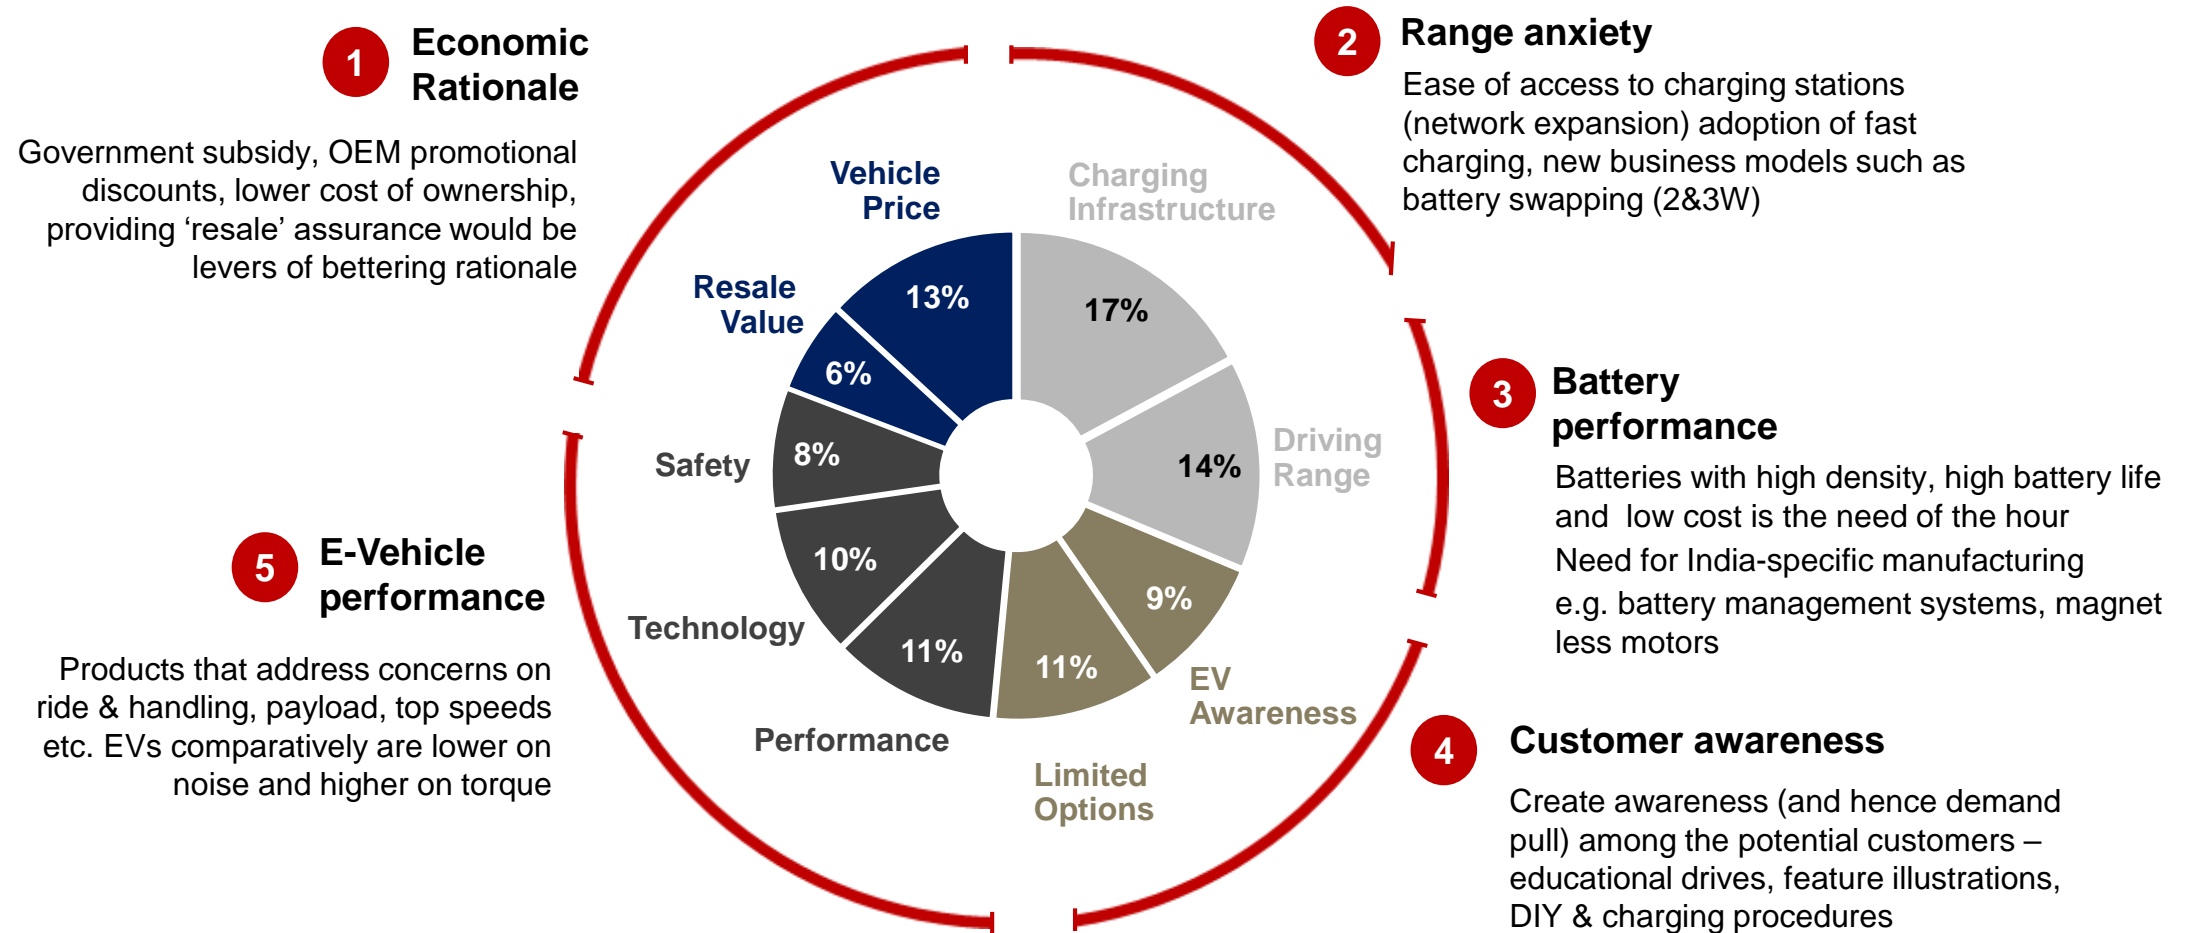 1
Economic
Rationale
Government subsidy, OEM promotional
discounts, lower cost of ownership,
providing ‘resale’ assurance would be
levers of bettering rationale
2
Range anxiety
Ease of access to charging stations
(network expansion) adoption of fast
charging, new business models such as
battery swapping (2&3W)
3
Battery
performance
Batteries with high density, high battery life
and  low cost is the need of the hour
Need for India-specific manufacturing
e.g. battery management systems, magnet
less motors
4
Customer awareness
Create awareness (and hence demand
pull) among the potential customers –
educational drives, feature illustrations,
DIY & charging procedures
5
E-Vehicle
performance
Products that address concerns on
ride & handling, payload, top speeds
etc. EVs comparatively are lower on
noise and higher on torque
Vehicle
Price
13%
Charging
Infrastructure
17%
Driving
Range
14%
EV
Awareness
9%
Limited
Options
11%
Performance
11%
Technology
10%
Safety
8%
Resale
Value
6%